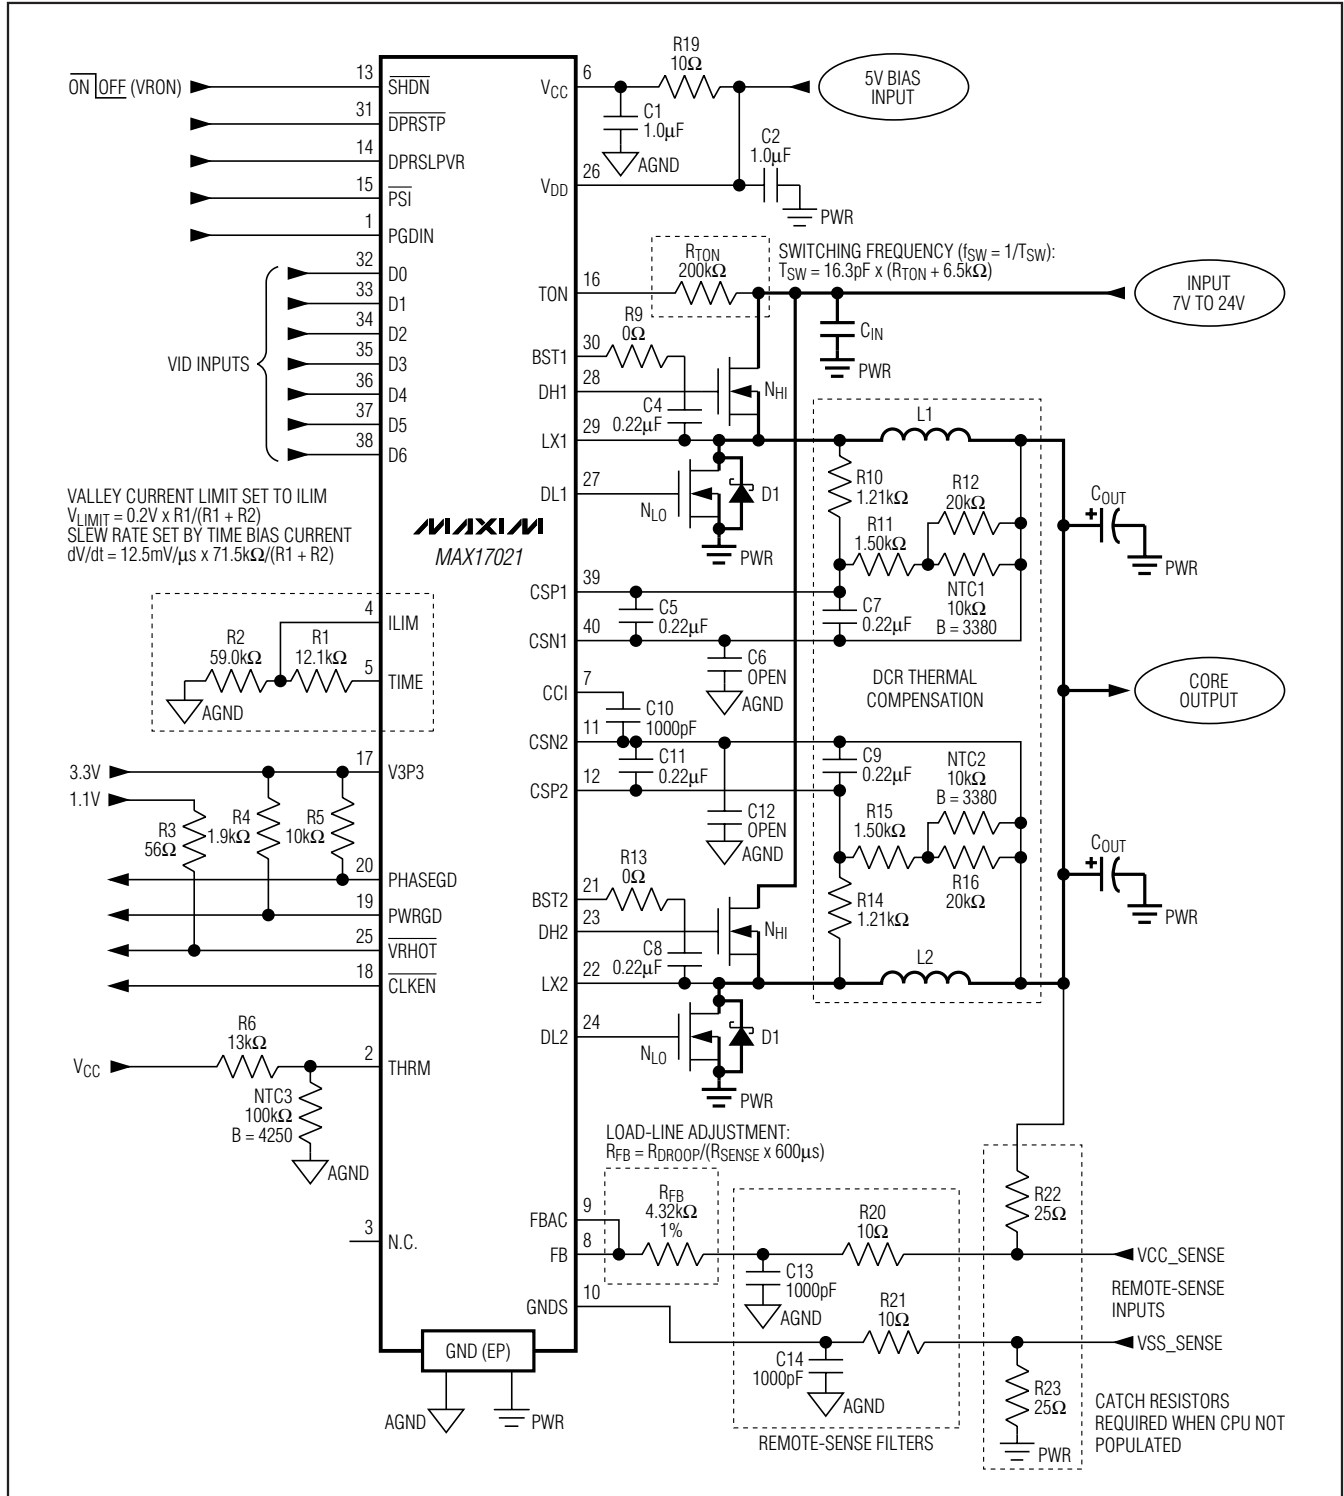 ON OFF (VRON)
13
SHDN
31
DPRSTP
14
DPRSLPVR
15
PSI
1
PGDIN
VID INPUTS
32
D0
33
D1
34
D2
35
D3
36
D4
37
D5
38
D6
VALLEY CURRENT LIMIT SET TO ILIM
VLIMIT = 0.2V x R1/(R1 + R2)
SLEW RATE SET BY TIME BIAS CURRENT
dV/dt = 12.5mV/μs x 71.5kΩ/(R1 + R2)
4
ILIM
R2
59.0kΩ
R1
12.1kΩ
5
TIME
AGND
3.3V
17
V3P3
1.1V
R3
56Ω
R4
1.9kΩ
R5
10kΩ
20
PHASEGD
19
PWRGD
25
VRHOT
18
CLKEN
VCC
R6
13kΩ
2
THRM
NTC3
100kΩ
B = 4250
AGND
3
N.C.
MAXIM
MAX17021
GND (EP)
AGND
PWR
VCC
6
R19
10Ω
5V BIAS
INPUT
C1
1.0μF
AGND
C2
1.0μF
VDD
26
PWR
RTON
200kΩ
SWITCHING FREQUENCY (fSW = 1/TSW):
TSW = 16.3pF x (RTON + 6.5kΩ)
TON
16
INPUT
7V TO 24V
CIN
PWR
R9
0Ω
BST1
30
DH1
28
NHI
C4
0.22μF
LX1
29
L1
DL1
27
NLO
D1
PWR
R10
1.21kΩ
R11
1.50kΩ
R12
20kΩ
NTC1
10kΩ
B = 3380
COUT
PWR
CSP1
39
C5
0.22μF
C7
0.22μF
CSN1
40
C6
OPEN
AGND
DCR THERMAL
COMPENSATION
CORE
OUTPUT
CCI
7
C10
1000pF
CSN2
11
C11
0.22μF
C9
0.22μF
CSP2
12
C12
OPEN
AGND
NTC2
10kΩ
B = 3380
R15
1.50kΩ
R16
20kΩ
R14
1.21kΩ
COUT
PWR
R13
0Ω
BST2
21
DH2
23
NHI
C8
0.22μF
LX2
22
L2
DL2
24
NLO
D1
PWR
LOAD-LINE ADJUSTMENT:
RFB = RDROOP/(RSENSE x 600μs)
RFB
4.32kΩ
1%
FBAC
9
FB
8
R20
10Ω
C13
1000pF
AGND
R22
25Ω
VCC_SENSE
REMOTE-SENSE
INPUTS
GNDS
10
R21
10Ω
VSS_SENSE
C14
1000pF
AGND
R23
25Ω
PWR
REMOTE-SENSE FILTERS
CATCH RESISTORS
REQUIRED WHEN CPU NOT
POPULATED